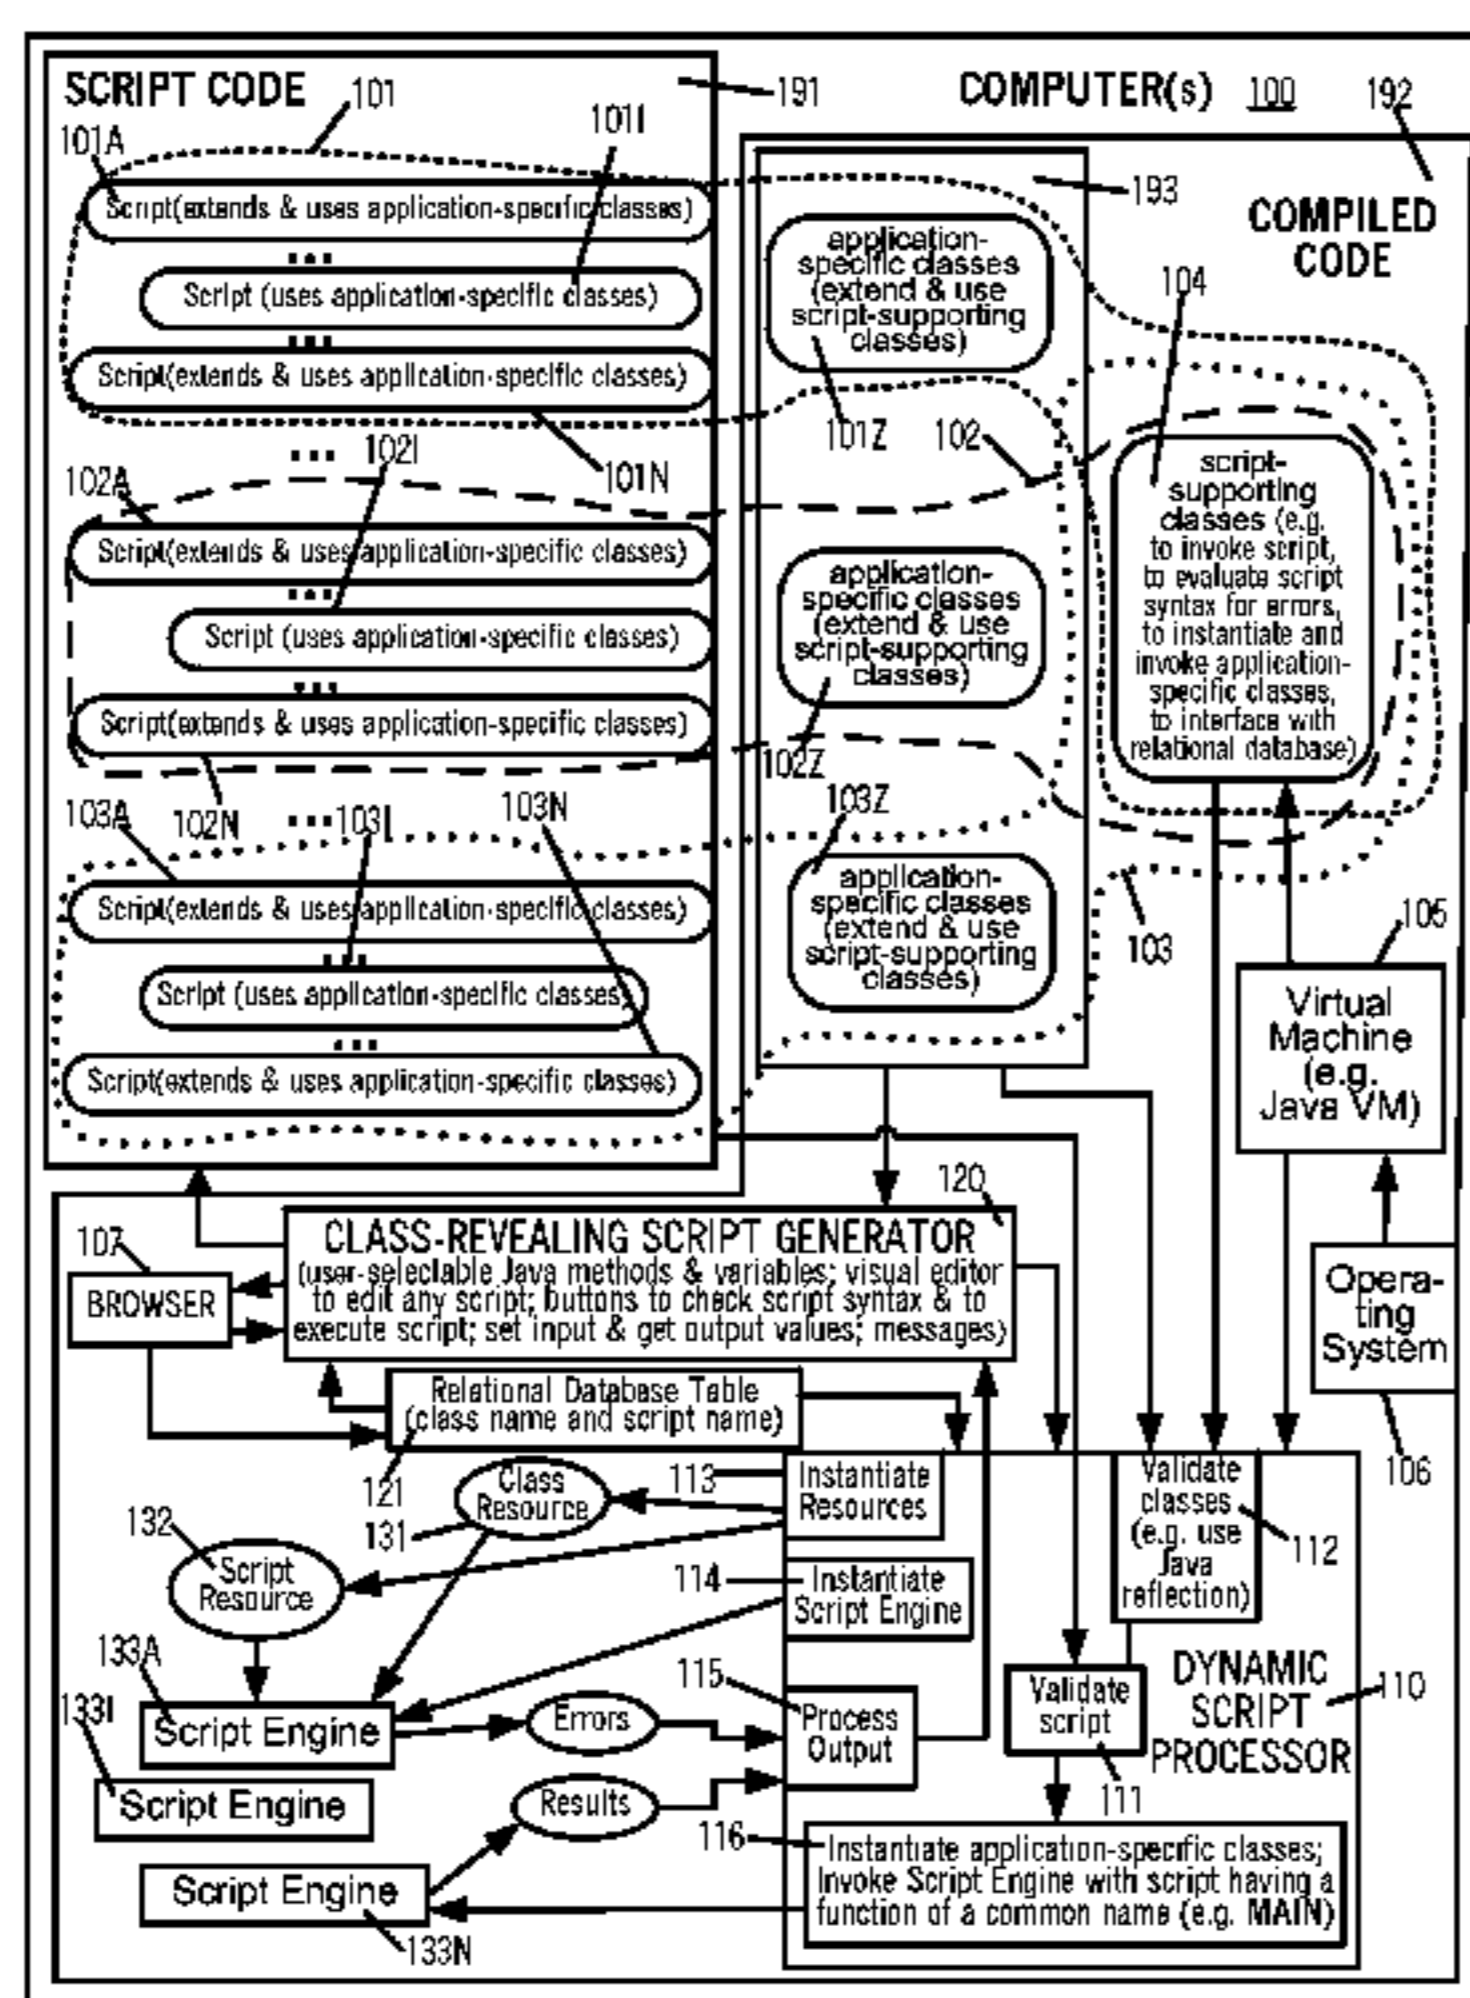 SCRIPT CODE
101
191
COMPUTER(s) 100
192
101A
101I
Script(extends & uses application-specific classes)
...
Script (uses application-specific classes)
...
Script(extends & uses application-specific classes)
...
101N
193
COMPILED
CODE
application-
specific classes
(extend & use
script-supporting
classes)
101Z
102
104
script-
supporting
classes (e.g.
to invoke script,
to evaluate script
syntax for errors,
to instantiate and
invoke application-
specific classes,
to interface with
relational database)
102A
102I
Script(extends & uses application-specific classes)
...
Script (uses application-specific classes)
...
Script(extends & uses application-specific classes)
102N
...
application-
specific classes
(extend & use
script-supporting
classes)
102Z
103A
103I
103N
Script(extends & uses application-specific classes)
...
Script (uses application-specific classes)
...
Script(extends & uses application-specific classes)
103Z
application-
specific classes
(extend & use
script-supporting
classes)
103
105
Virtual
Machine
(e.g.
Java VM)
120
CLASS-REVEALING SCRIPT GENERATOR
(user-selectable Java methods & variables; visual editor
to edit any script; buttons to check script syntax & to
execute script; set input & get output values; messages)
107
BROWSER
Opera-
ting
System
106
Relational Database Table
(class name and script name)
121
Class
Resource
131
113
Instantiate
Resources
Validate
classes
(e.g. use
Java
reflection)
112
132
Script
Resource
114
Instantiate
Script Engine
133A
Script Engine
Errors
115
Process
Output
Validate
script
111
DYNAMIC
SCRIPT
PROCESSOR
110
133I
Script Engine
Results
116
Instantiate application-specific classes;
Invoke Script Engine with script having a
function of a common name (e.g. MAIN)
Script Engine
133N